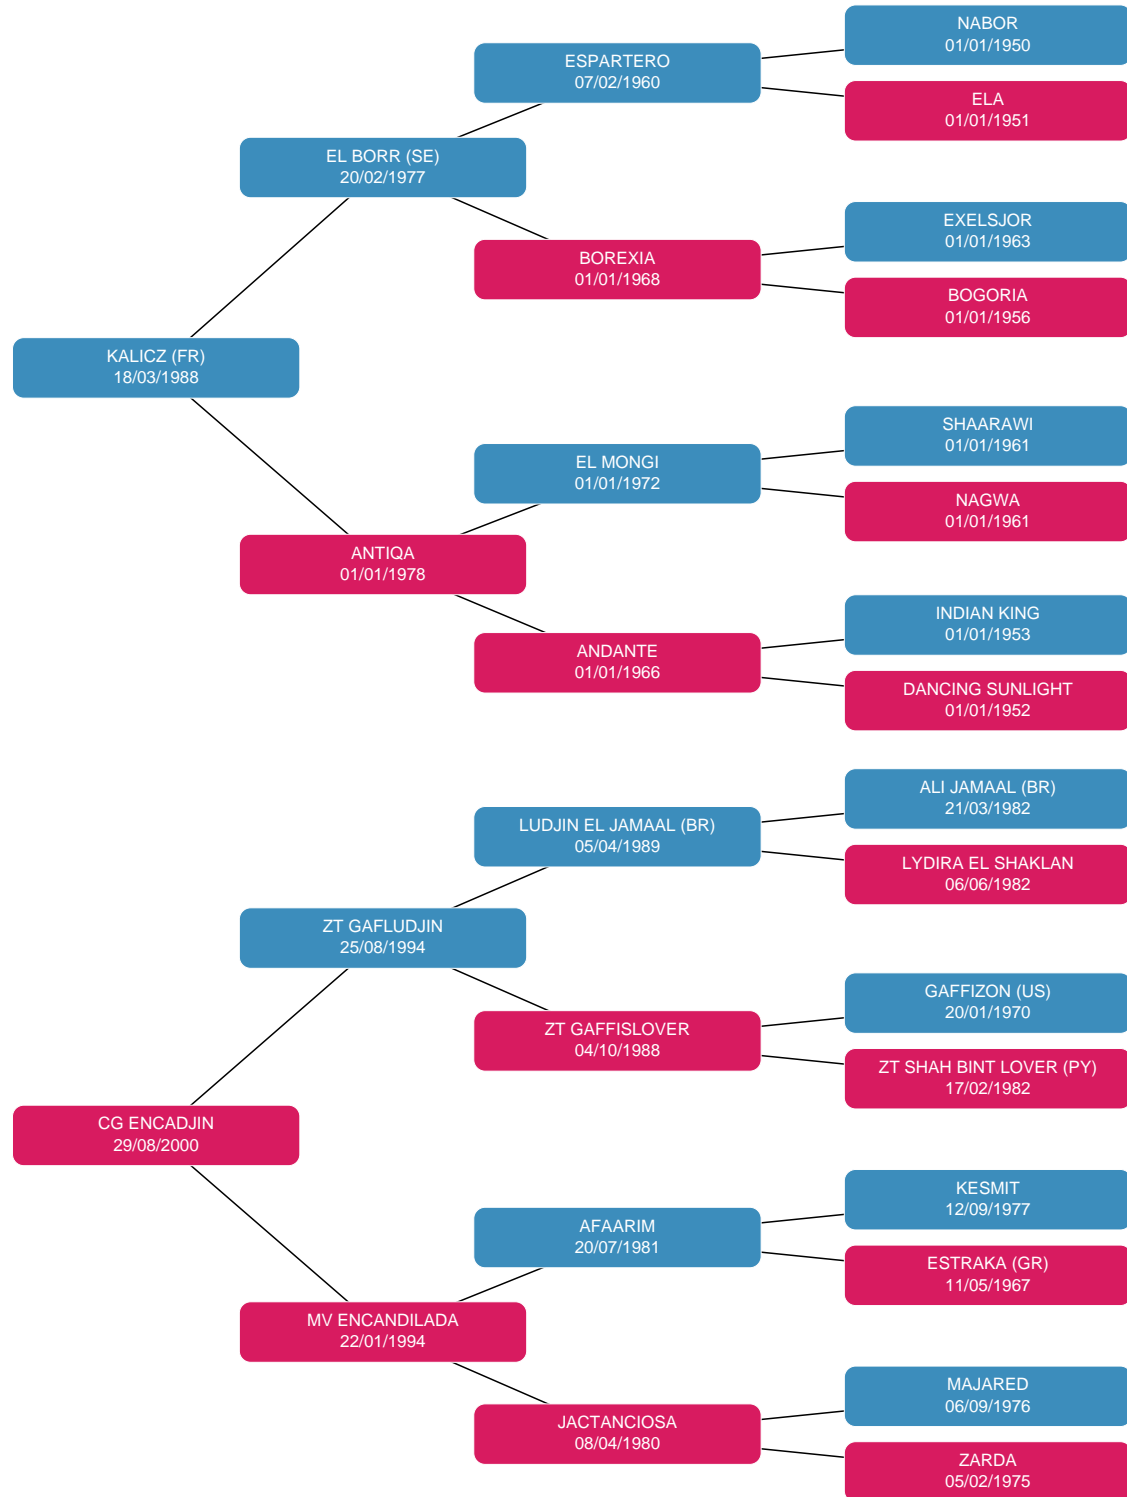 NABOR
01/01/1950
ESPARTERO
07/02/1960
ELA
01/01/1951
EL BORR (SE)
20/02/1977
EXELSJOR
01/01/1963
BOREXIA
01/01/1968
BOGORIA
01/01/1956
KALICZ (FR)
18/03/1988
SHAARAWI
01/01/1961
EL MONGI
01/01/1972
NAGWA
01/01/1961
ANTIQA
01/01/1978
INDIAN KING
01/01/1953
ANDANTE
01/01/1966
DANCING SUNLIGHT
01/01/1952
ALI JAMAAL (BR)
21/03/1982
LUDJIN EL JAMAAL (BR)
05/04/1989
LYDIRA EL SHAKLAN
06/06/1982
ZT GAFLUDJIN
25/08/1994
GAFFIZON (US)
20/01/1970
ZT GAFFISLOVER
04/10/1988
ZT SHAH BINT LOVER (PY)
17/02/1982
CG ENCADJIN
29/08/2000
KESMIT
12/09/1977
AFAARIM
20/07/1981
ESTRAKA (GR)
11/05/1967
MV ENCANDILADA
22/01/1994
MAJARED
06/09/1976
JACTANCIOSA
08/04/1980
ZARDA
05/02/1975